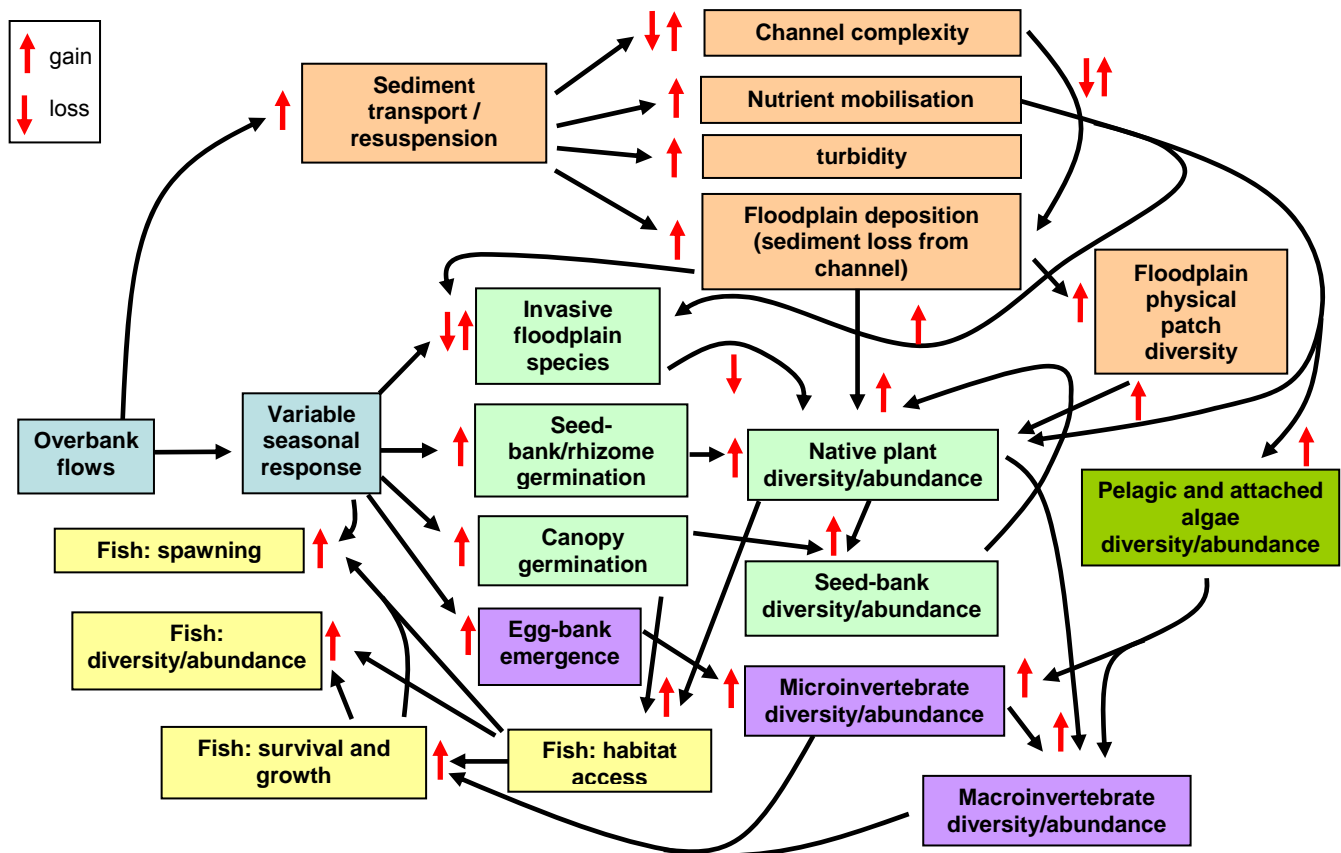 gain
loss
Channel complexity
Sediment
transport /
resuspension
Nutrient mobilisation
turbidity
Floodplain deposition
(sediment loss from
channel)
Floodplain
physical
patch
diversity
Invasive
floodplain
species
Overbank
flows
Variable
seasonal
response
Seed-
bank/rhizome
germination
Native plant
diversity/abundance
Pelagic and attached
algae
diversity/abundance
Fish: spawning
Canopy
germination
Seed-bank
diversity/abundance
Fish:
diversity/abundance
Egg-bank
emergence
Microinvertebrate
diversity/abundance
Fish: survival and
growth
Fish: habitat
access
Macroinvertebrate
diversity/abundance